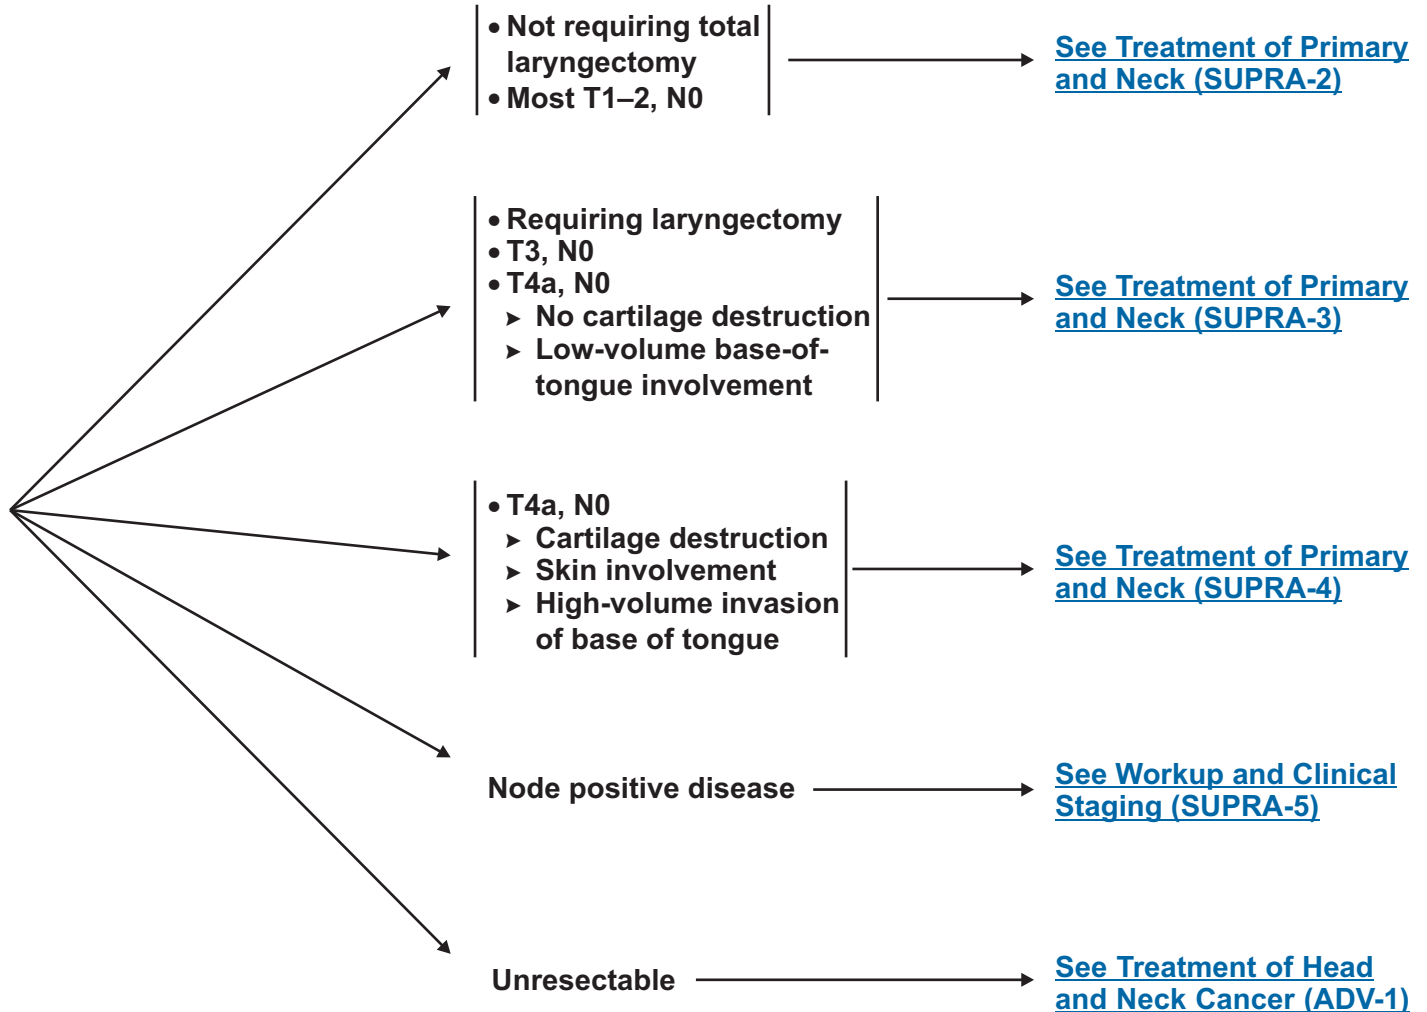 • Not requiring total
laryngectomy
• Most T1–2, N0
See Treatment of Primary
and Neck (SUPRA-2)
• Requiring laryngectomy
• T3, N0
• T4a, N0
➤ No cartilage destruction
➤ Low-volume base-of-
tongue involvement
See Treatment of Primary
and Neck (SUPRA-3)
• T4a, N0
➤ Cartilage destruction
➤ Skin involvement
➤ High-volume invasion
of base of tongue
See Treatment of Primary
and Neck (SUPRA-4)
Node positive disease
See Workup and Clinical
Staging (SUPRA-5)
Unresectable
See Treatment of Head
and Neck Cancer (ADV-1)